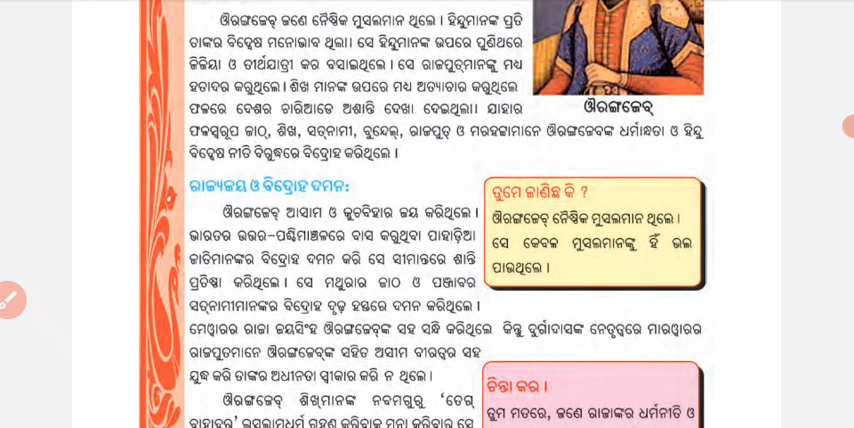 ଔରଙ୍ଗଜେବ୍ ଜଣେ ନୈଷ୍ଠିକ ମୁସଲମାନ ଥିଲେ । ହିନ୍ଦୁମାନଙ୍କ ପ୍ରତି
ତାଙ୍କର ବିଦ୍ୱେଷ ମନୋଭାବ ଥିଲା। ସେ ହିନ୍ଦୁମାନଙ୍କ ଉପରେ ପୁଣିଥରେ
ଜିଜିୟା ଓ ତୀର୍ଥଯାତ୍ରୀ କର ବସାଇଥିଲେ । ସେ ରାଜପୁତ୍‌ମାନଙ୍କୁ ମଧ୍ୟ
ହତାଦର କରୁଥିଲେ । ଶିଖ ମାନଙ୍କ ଉପରେ ମଧ୍ୟ ଅତ୍ୟାଚାର କରୁଥିଲେ
ଫଳରେ ଦେଶର ଚାରିଆଡେ ଅଶାନ୍ତି ଦେଖା ଦେଇଥିଲା। ଯାହାର
ଔରଙ୍ଗଜେବ୍
ଫଳସ୍ୱରୂପ ଜାଠ୍, ଶିଖ, ସତ୍‌ନାମୀ, ବୁନ୍ଦେଲ୍, ରାଜପୁତ୍ ଓ ମରହଟ୍ଟାମାନେ ଔରଙ୍ଗଜେବଙ୍କ ଧର୍ମାନ୍ଧତା ଓ ହିନ୍ଦୁ
ବିଦ୍ୱେଷ ନୀତି ବିରୁଦ୍ଧରେ ବିଦ୍ରୋହ କରିଥିଲେ ।
ରାଜ୍ୟଜୟ ଓ ବିଦ୍ରୋହ ଦମନ:
ଔରଙ୍ଗଜେବ୍ ଆସାମ ଓ କୁଚବିହାର ଜୟ କରିଥିଲେ ।
ଭାରତର ଉତ୍ତର-ପଶ୍ଚିମାଞ୍ଚଳରେ ବାସ କରୁଥିବା ପାହାଡ଼ିଆ
ଜାତିମାନଙ୍କର ବିଦ୍ରୋହ ଦମନ କରି ସେ ସୀମାନ୍ତରେ ଶାନ୍ତି
ପ୍ରତିଷ୍ଠା କରିଥିଲେ । ସେ ମଥୁରାର ଜାଠ ଓ ପଞ୍ଜାବର
ସତ୍‌ନାମୀମାନଙ୍କର ବିଦ୍ରୋହ ଦୃଢ଼ ହସ୍ତରେ ଦମନ କରିଥିଲେ ।
ମେୱାରର ରାଜା ଜୟସିଂହ ଔରଙ୍ଗଜେବ୍‌ଙ୍କ ସହ ସନ୍ଧି କରିଥିଲେ କିନ୍ତୁ ଦୁର୍ଗାଦାସଙ୍କ ନେତୃତ୍ୱରେ ମାରୱାରର
ରାଜପୁତମାନେ ଔରଙ୍ଗଜେବ୍‌ଙ୍କ ସହିତ ଅସୀମ ବୀରତ୍ୱର ସହ
ଯୁଦ୍ଧ କରି ତାଙ୍କର ଅଧୀନତା ସ୍ୱୀକାର କରି ନ ଥିଲେ ।
ଔରଙ୍ଗଜେବ୍ ଶିଖ୍‌ମାନଙ୍କ ନବମଗୁରୁ ‘ତେଗ୍
ବାହାଦୂର’ ଇସଲାମଧର୍ମ ଗ୍ରହଣ କରିବାକୁ ମନା କରିବାରୁ ସେ
ତୁମେ ଜାଣିଛ କି ?
ଔରଙ୍ଗଜେବ୍ ନୈଷ୍ଠିକ ମୁସଲମାନ ଥିଲେ ।
ସେ କେବଳ ମୁସଲମାନଙ୍କୁ ହିଁ ଭଲ
ପାଉଥିଲେ ।
ଚିନ୍ତା କର ।
ତୁମ ମତରେ, ଜଣେ ରାଜାଙ୍କର ଧର୍ମନୀତି ଓ